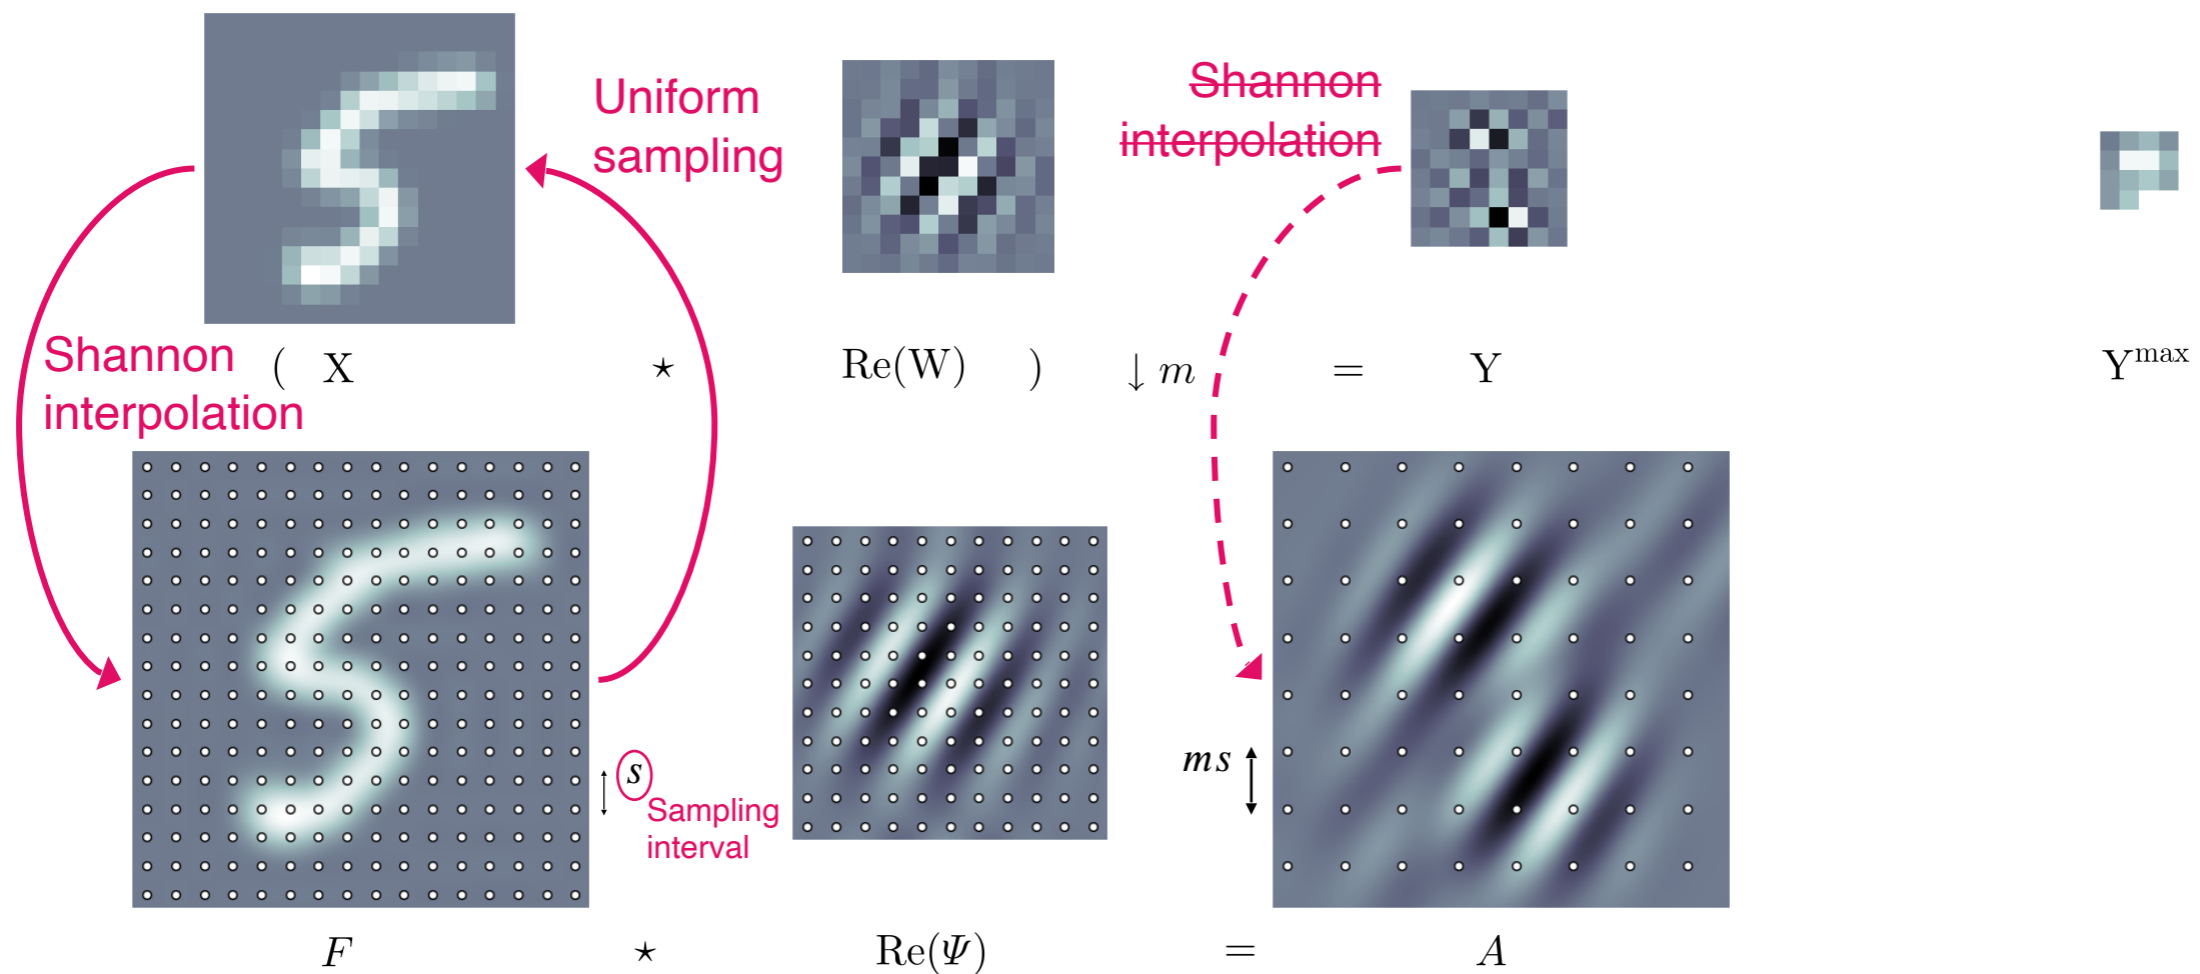 Uniform
sampling
Shannon
interpolation
Shannon
interpolation
( X ⋆ Re(W) ) ↓ m = Y Y^max
s
Sampling
interval
ms
F ⋆ Re(Ψ) = A